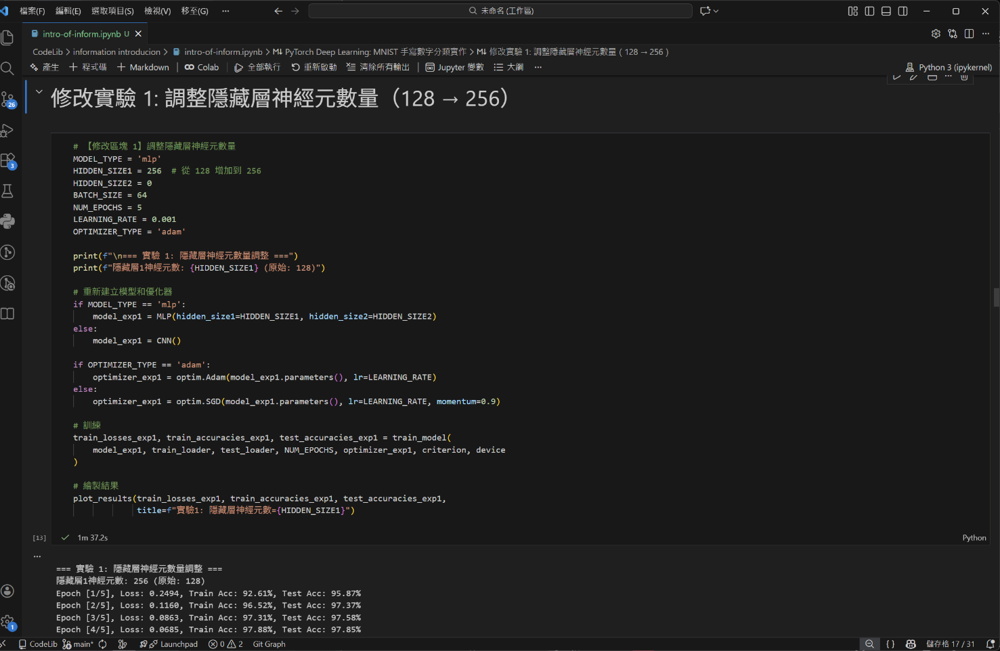 檔案(F) 編輯(E) 選取項目(S) 檢視(V) 移至(G) ··· 未命名 (工作區)
intro-of-inform.ipynb U
CodeLib > information introducion > intro-of-inform.ipynb > M↓ PyTorch Deep Learning: MNIST 手寫數字分類實作 > M↓ 修改實驗 1: 調整隱藏層神經元數量 ( 128 → 256 )
產生 + 程式碼 + Markdown | Colab | 全部執行 重新啟動 清除所有輸出 | Jupyter 變數 大綱 ··· Python 3 (ipykernel)
修改實驗 1: 調整隱藏層神經元數量（128 → 256）
# 【修改區塊 1】調整隱藏層神經元數量
MODEL_TYPE = 'mlp'
HIDDEN_SIZE1 = 256  # 從 128 增加到 256
HIDDEN_SIZE2 = 0
BATCH_SIZE = 64
NUM_EPOCHS = 5
LEARNING_RATE = 0.001
OPTIMIZER_TYPE = 'adam'
print(f"\n=== 實驗 1: 隱藏層神經元數量調整 ===")
print(f"隱藏層1神經元數: {HIDDEN_SIZE1} (原始: 128)")
# 重新建立模型和優化器
if MODEL_TYPE == 'mlp':
    model_exp1 = MLP(hidden_size1=HIDDEN_SIZE1, hidden_size2=HIDDEN_SIZE2)
else:
    model_exp1 = CNN()
if OPTIMIZER_TYPE == 'adam':
    optimizer_exp1 = optim.Adam(model_exp1.parameters(), lr=LEARNING_RATE)
else:
    optimizer_exp1 = optim.SGD(model_exp1.parameters(), lr=LEARNING_RATE, momentum=0.9)
# 訓練
train_losses_exp1, train_accuracies_exp1, test_accuracies_exp1 = train_model(
    model_exp1, train_loader, test_loader, NUM_EPOCHS, optimizer_exp1, criterion, device
)
# 繪製結果
plot_results(train_losses_exp1, train_accuracies_exp1, test_accuracies_exp1,
             title=f"實驗1: 隱藏層神經元數={HIDDEN_SIZE1}")
[13] 1m 37.2s Python
···
=== 實驗 1: 隱藏層神經元數量調整 ===
隱藏層1神經元數: 256 (原始: 128)
Epoch [1/5], Loss: 0.2494, Train Acc: 92.61%, Test Acc: 95.87%
Epoch [2/5], Loss: 0.1160, Train Acc: 96.52%, Test Acc: 97.37%
Epoch [3/5], Loss: 0.0863, Train Acc: 97.31%, Test Acc: 97.58%
Epoch [4/5], Loss: 0.0685, Train Acc: 97.88%, Test Acc: 97.85%
26
3
1
CodeLib main* Launchpad 0 2 Git Graph { } 儲存格 17 / 31